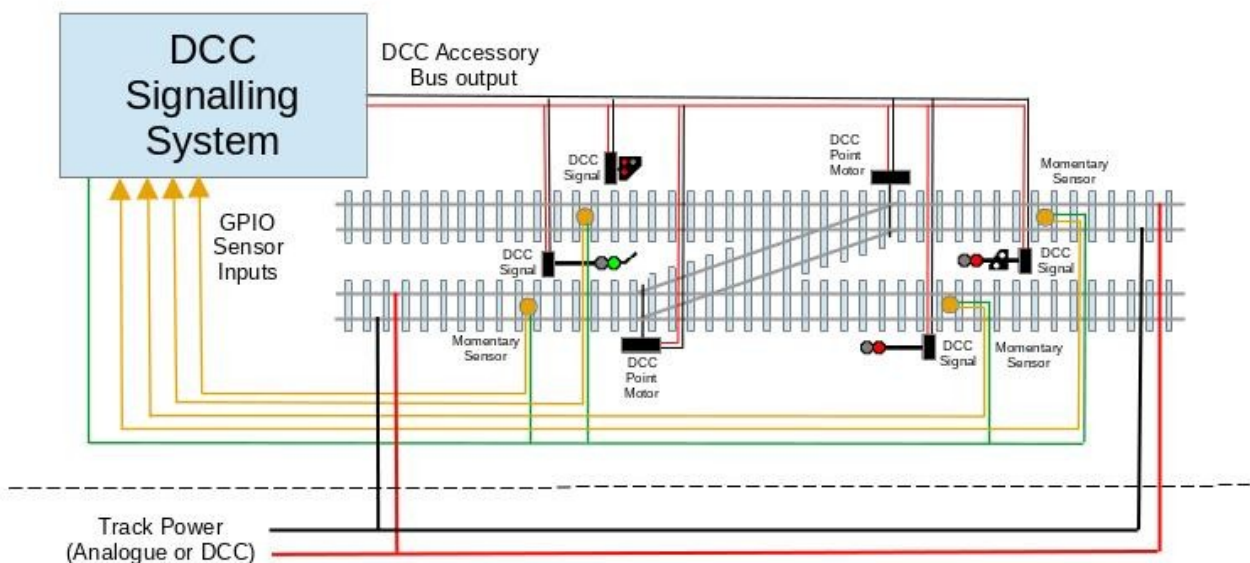 DCC
Signalling
System
DCC Accessory
Bus output
GPIO
Sensor
Inputs
DCC
Signal
DCC
Point
Motor
Momentary
Sensor
DCC
Signal
DCC
Signal
Momentary
Sensor
DCC
Point
Motor
DCC
Signal
Momentary
Sensor
Track Power
(Analogue or DCC)